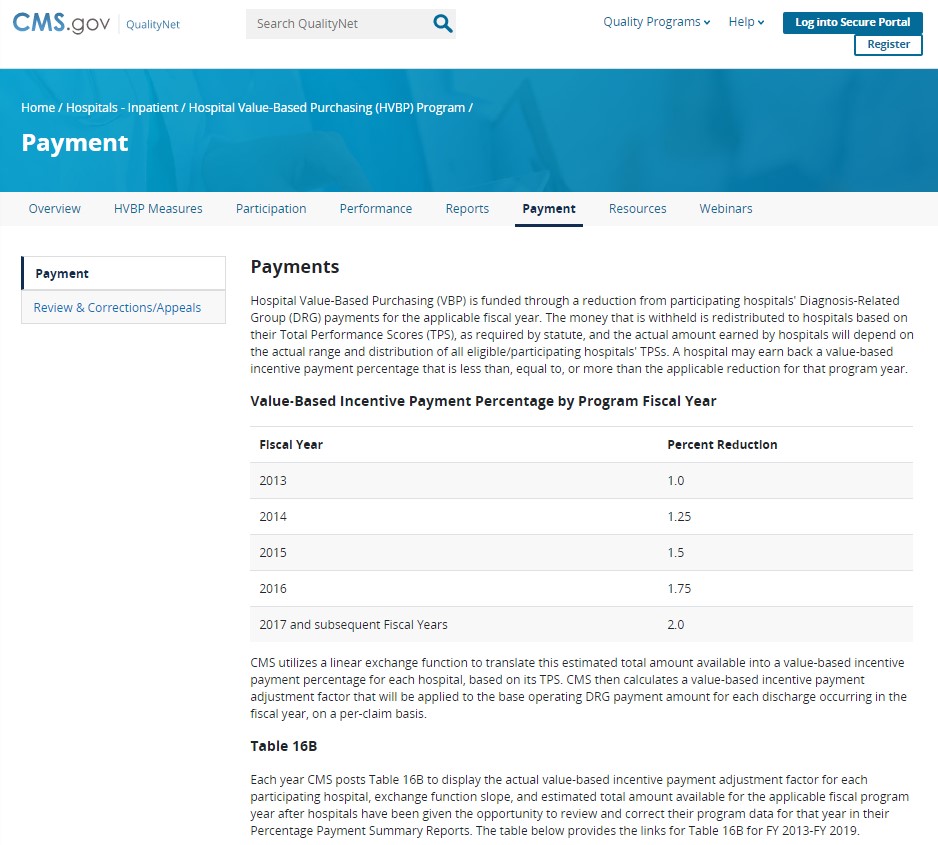 CMS.gov QualityNet
Search QualityNet
Quality Programs
Help
Log into Secure Portal
Register
Home / Hospitals - Inpatient / Hospital Value-Based Purchasing (HVBP) Program /
Payment
Overview HVBP Measures Participation Performance Reports Payment Resources Webinars
Payment
Review & Corrections/Appeals
Payments
Hospital Value-Based Purchasing (VBP) is funded through a reduction from participating hospitals' Diagnosis-Related
Group (DRG) payments for the applicable fiscal year. The money that is withheld is redistributed to hospitals based on
their Total Performance Scores (TPS), as required by statute, and the actual amount earned by hospitals will depend on
the actual range and distribution of all eligible/participating hospitals' TPSs. A hospital may earn back a value-based
incentive payment percentage that is less than, equal to, or more than the applicable reduction for that program year.
Value-Based Incentive Payment Percentage by Program Fiscal Year
Fiscal Year Percent Reduction
2013 1.0
2014 1.25
2015 1.5
2016 1.75
2017 and subsequent Fiscal Years 2.0
CMS utilizes a linear exchange function to translate this estimated total amount available into a value-based incentive
payment percentage for each hospital, based on its TPS. CMS then calculates a value-based incentive payment
adjustment factor that will be applied to the base operating DRG payment amount for each discharge occurring in the
fiscal year, on a per-claim basis.
Table 16B
Each year CMS posts Table 16B to display the actual value-based incentive payment adjustment factor for each
participating hospital, exchange function slope, and estimated total amount available for the applicable fiscal program
year after hospitals have been given the opportunity to review and correct their program data for that year in their
Percentage Payment Summary Reports. The table below provides the links for Table 16B for FY 2013-FY 2019.